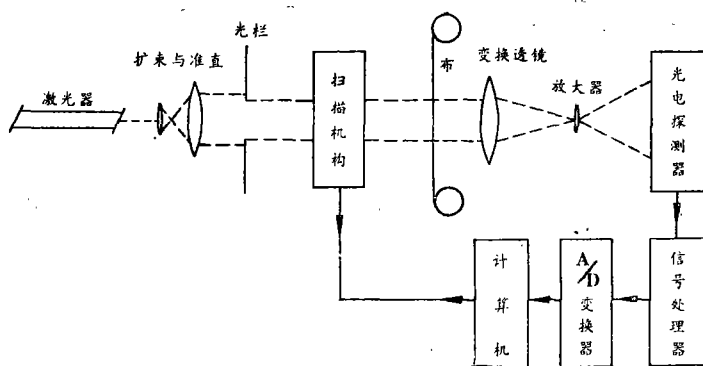 激光器
扩束与准直
光栏
扫描机构
布
变换透镜
放大器
光电探测器
信号处理器
A/D变换器
计算机